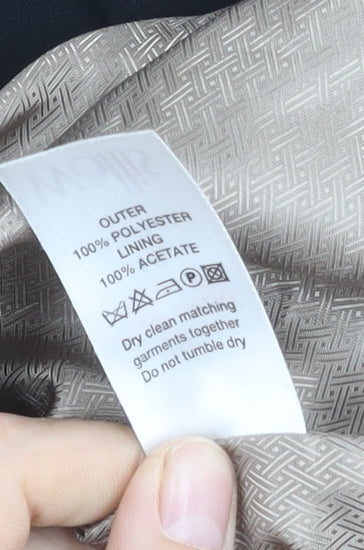 OUTER
100% POLYESTER
LINING
100% ACETATE
P
Dry clean matching
garments together
Do not tumble dry